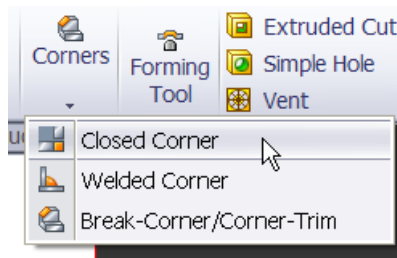 Corners
Forming
Tool
Extruded Cut
Simple Hole
Vent
Closed Corner
Welded Corner
Break-Corner/Corner-Trim